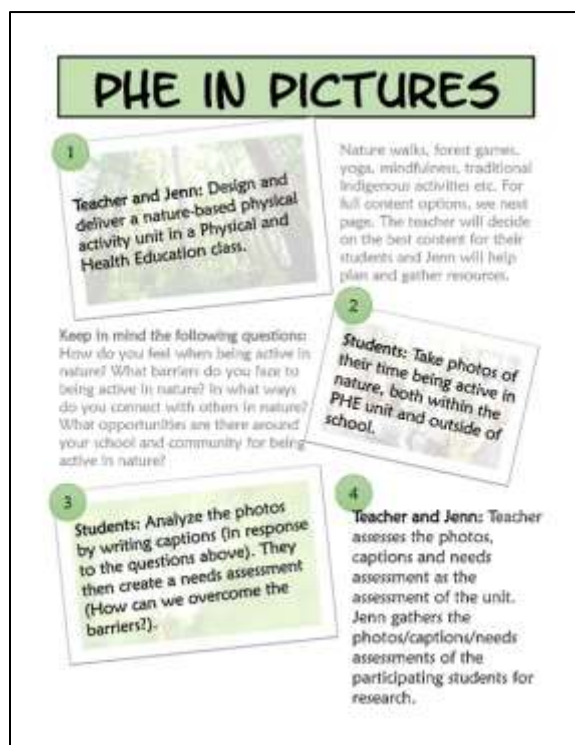 PHE IN PICTURES
1
Teacher and Jenn: Design and
deliver a nature-based physical
activity unit in a Physical and
Health Education class.
Nature walks, forest games,
yoga, mindfulness, traditional
Indigenous activities etc. For
full content options, see next
page. The teacher will decide
on the best content for their
students and Jenn will help
plan and gather resources.
2
Students: Take photos of
their time being active in
nature, both within the
PHE unit and outside of
school.
Keep in mind the following questions:
How do you feel when being active in
nature? What barriers do you face to
being active in nature? In what ways
do you connect with others in nature?
What opportunities are there around
your school and community for being
active in nature?
3
Students: Analyze the photos
by writing captions (in response
to the questions above). They
then create a needs assessment
(How can we overcome the
barriers?).
4
Teacher and Jenn: Teacher
assesses the photos,
captions and needs
assessment as the
assessment of the unit.
Jenn gathers the
photos/captions/needs
assessments of the
participating students for
research.